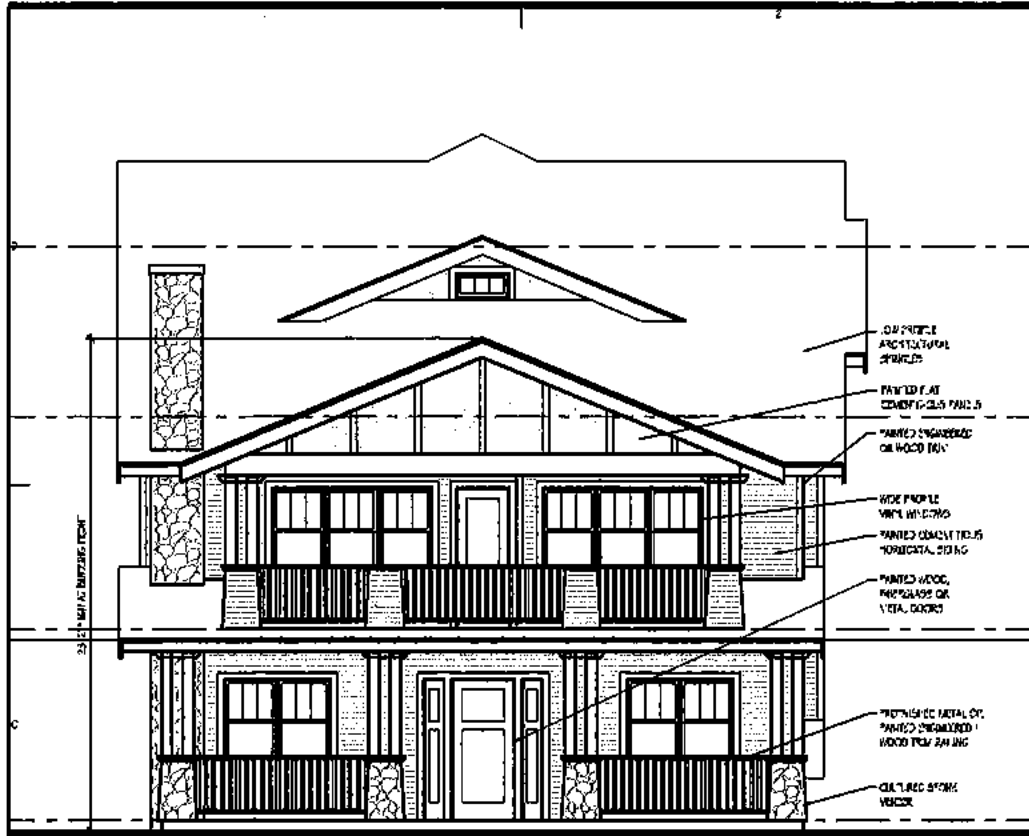 2
LOW PROFILE
ARCHITECTURAL
SHINGLES
PAINTED FLAT
CEMENTITIOUS PANELS
PAINTED ENGINEERED
OR WOOD TRIM
WIDE PROFILE
VINYL WINDOWS
PAINTED CEMENTITIOUS
HORIZONTAL SIDING
PAINTED WOOD,
FIBERGLASS OR
METAL DOORS
PREFINISHED METAL OR
PAINTED ENGINEERED /
WOOD TRIM RAILING
C
CULTURED STONE
VENEER